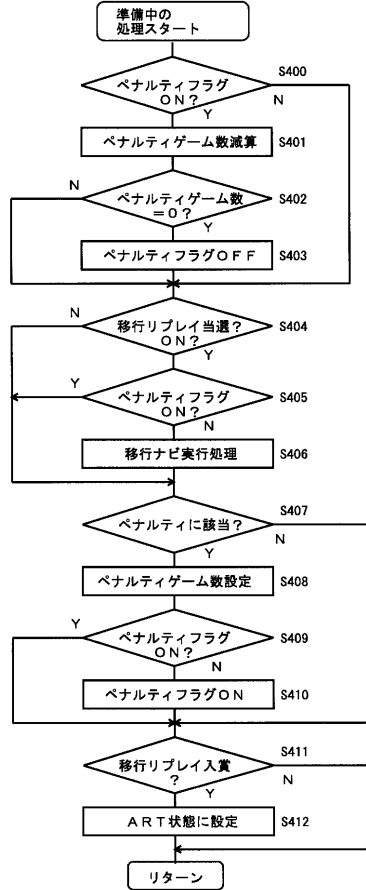 準備中の
処理スタート
ペナルティフラグ
ON?
S400
N
Y
ペナルティゲーム数減算
S401
N
ペナルティゲーム数
=0?
S402
Y
ペナルティフラグOFF
S403
N
移行リプレイ当選?
ON?
S404
Y
Y
ペナルティフラグ
ON?
S405
N
移行ナビ実行処理
S406
S407
ペナルティに該当?
N
Y
ペナルティゲーム数設定
S408
Y
ペナルティフラグ
ON?
S409
N
ペナルティフラグON
S410
S411
移行リプレイ入賞
?
N
Y
ART状態に設定
S412
リターン